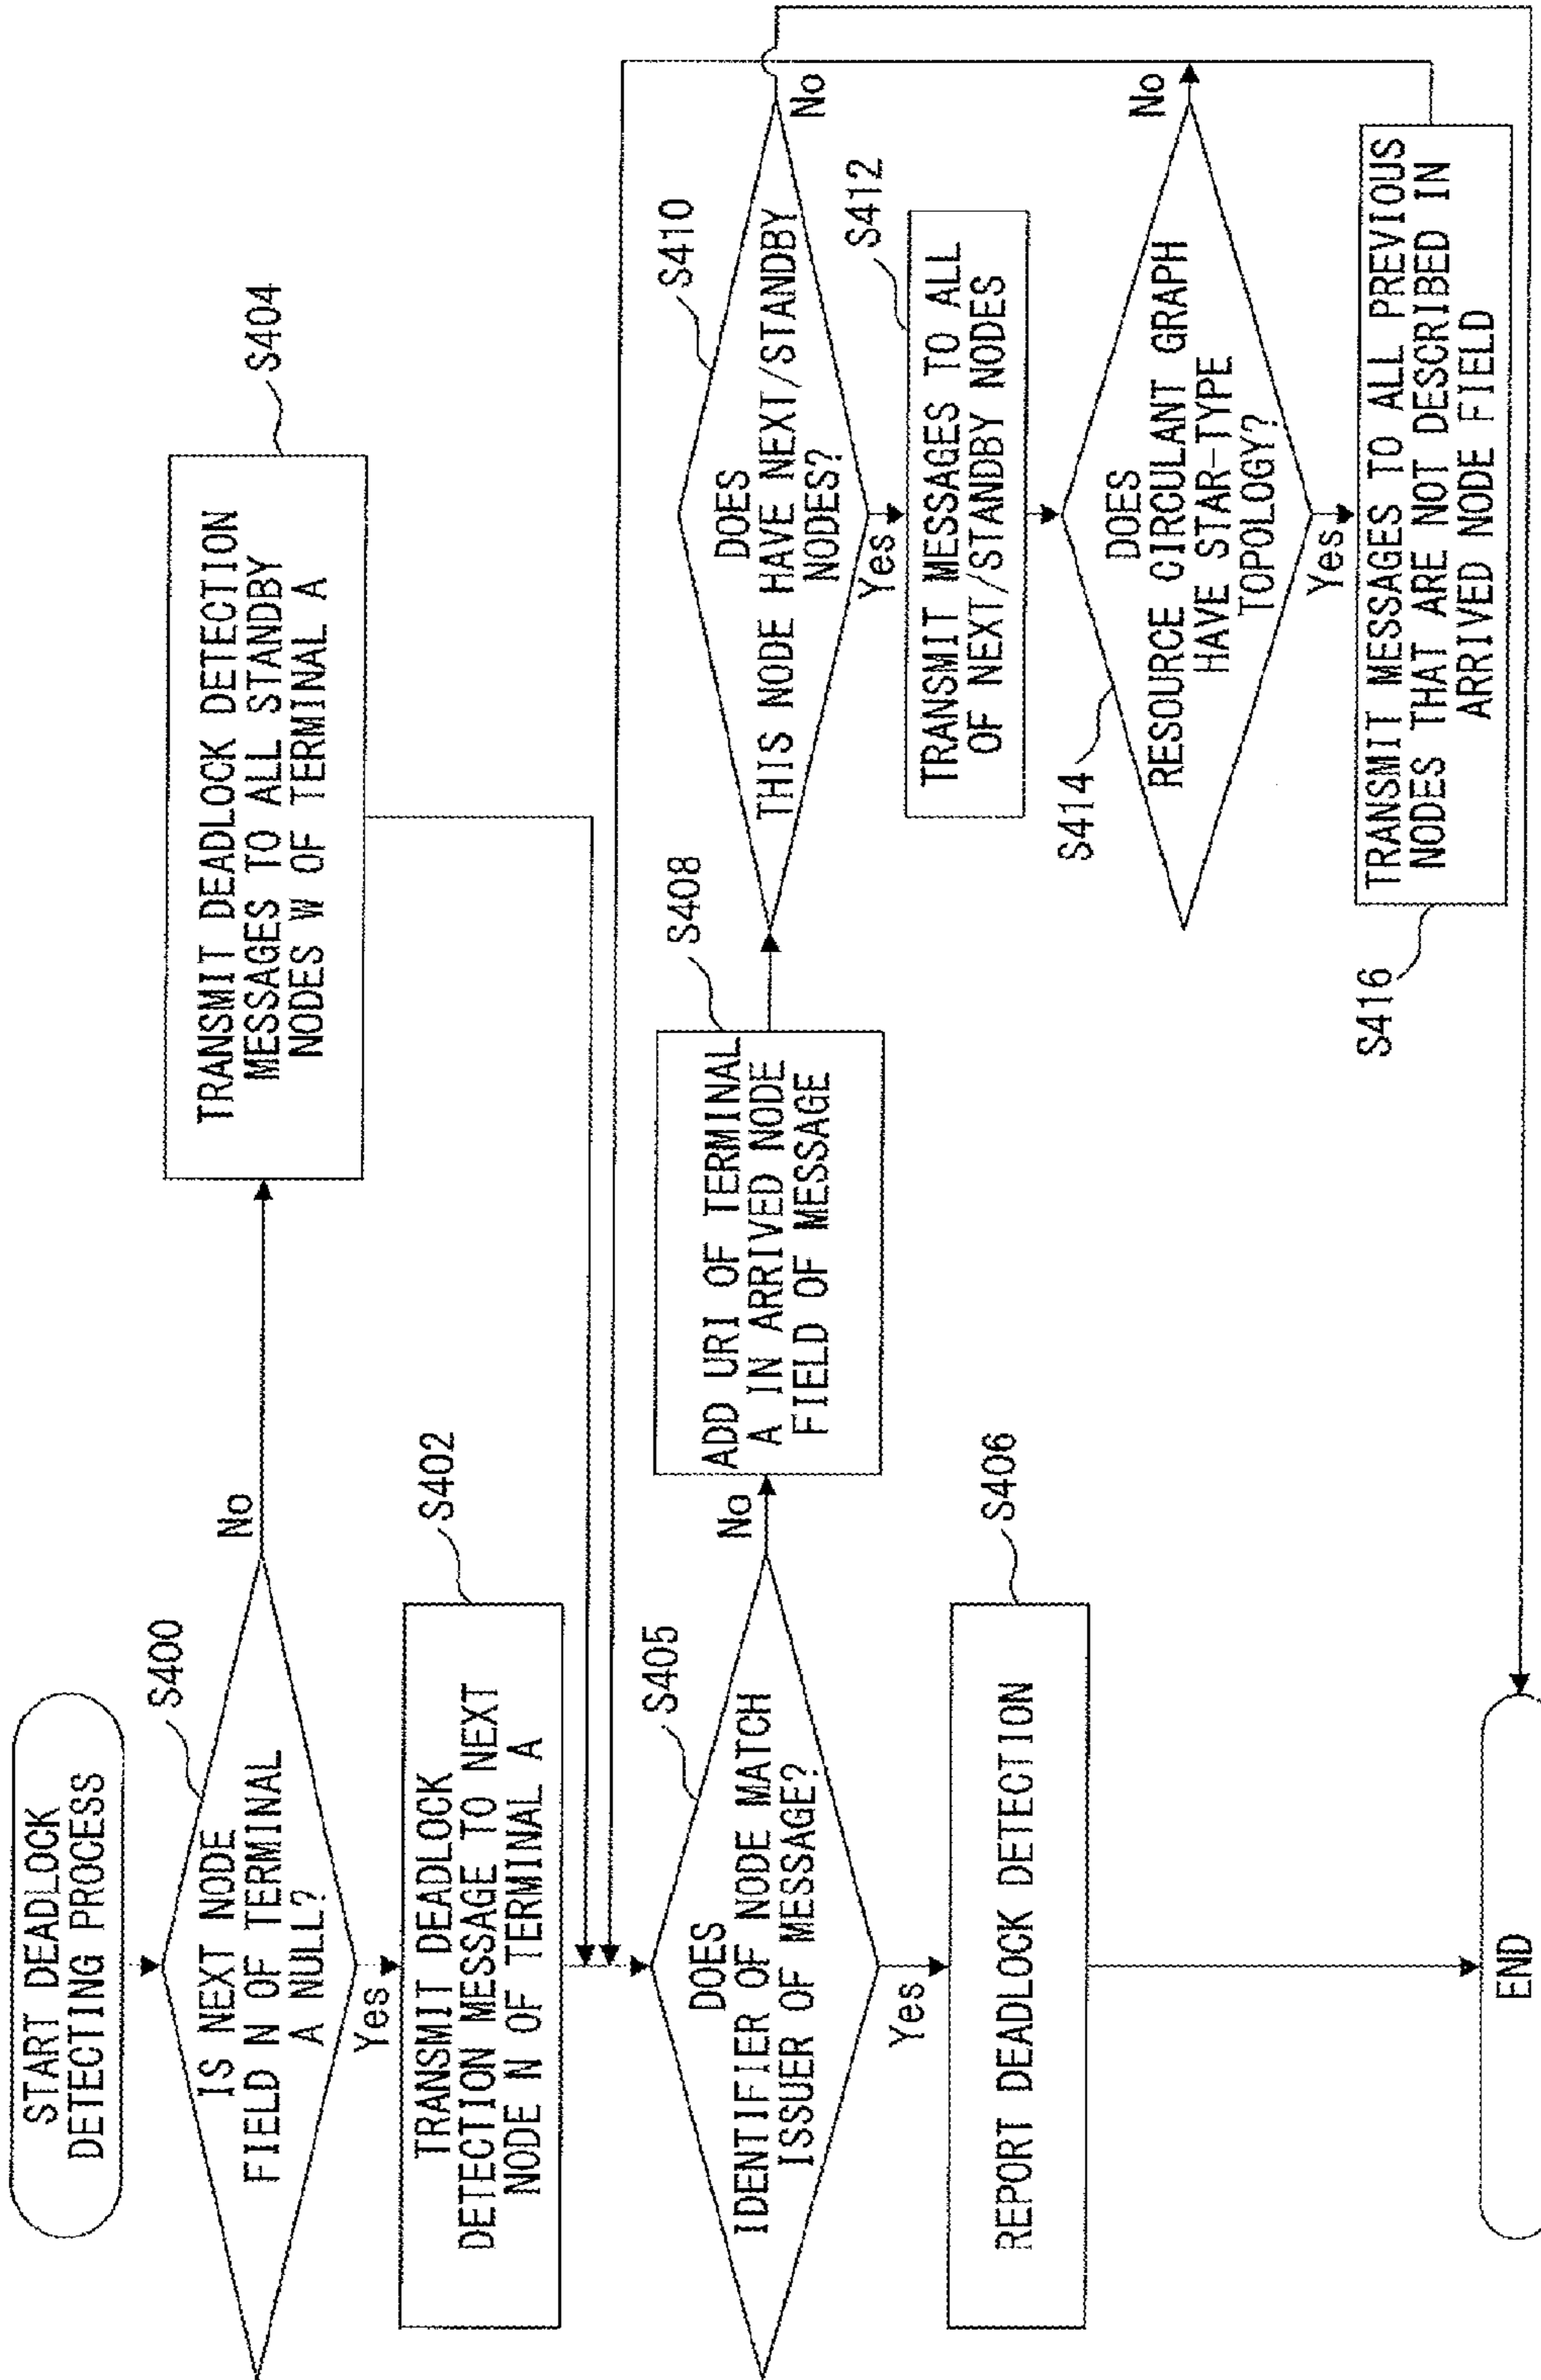 START DEADLOCK
DETECTING PROCESS
S400
IS NEXT NODE
FIELD N OF TERMINAL
A NULL?
No
Yes
S404
TRANSMIT DEADLOCK DETECTION
MESSAGES TO ALL STANDBY
NODES W OF TERMINAL A
S402
TRANSMIT DEADLOCK
DETECTION MESSAGE TO NEXT
NODE N OF TERMINAL A
S405
DOES
IDENTIFIER OF NODE MATCH
ISSUER OF MESSAGE?
No
Yes
S406
REPORT DEADLOCK DETECTION
S408
ADD URI OF TERMINAL
A IN ARRIVED NODE
FIELD OF MESSAGE
S410
DOES
THIS NODE HAVE NEXT/STANDBY
NODES?
No
Yes
S412
TRANSMIT MESSAGES TO ALL
OF NEXT/STANDBY NODES
S414
DOES
RESOURCE CIRCULANT GRAPH
HAVE STAR-TYPE
TOPOLOGY?
No
Yes
S416
TRANSMIT MESSAGES TO ALL PREVIOUS
NODES THAT ARE NOT DESCRIBED IN
ARRIVED NODE FIELD
END